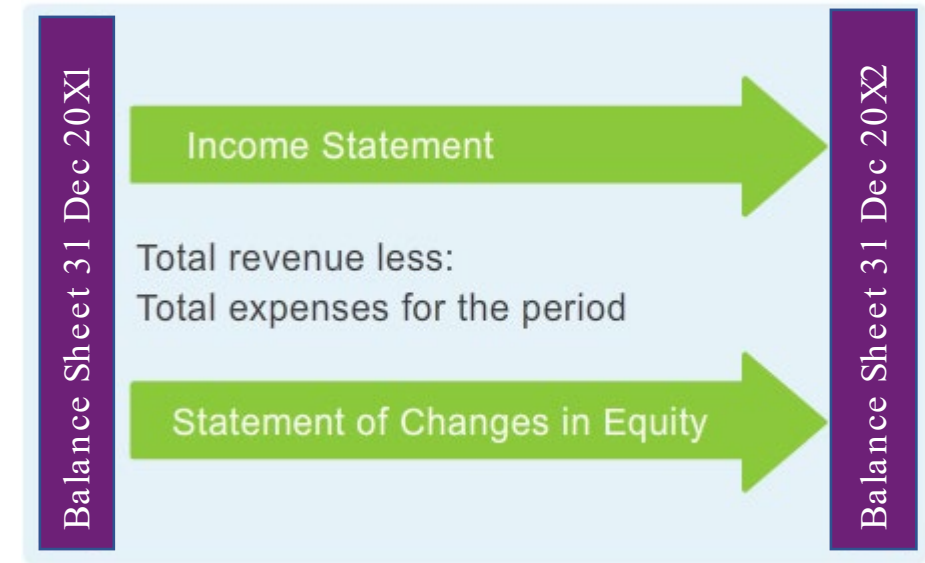 Balance Sheet 31 Dec 20X1
Income Statement
Total revenue less:
Total expenses for the period
Statement of Changes in Equity
Balance Sheet 31 Dec 20X2